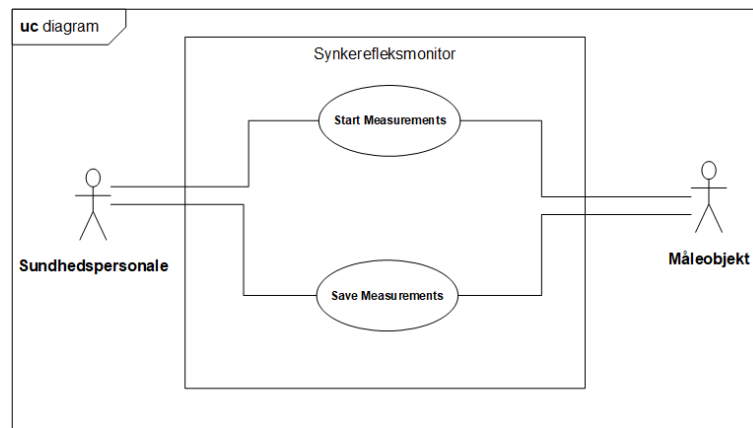 uc diagram
Synkerefleksmonitor
Start Measurements
Sundhedspersonale
Måleobjekt
Save Measurements